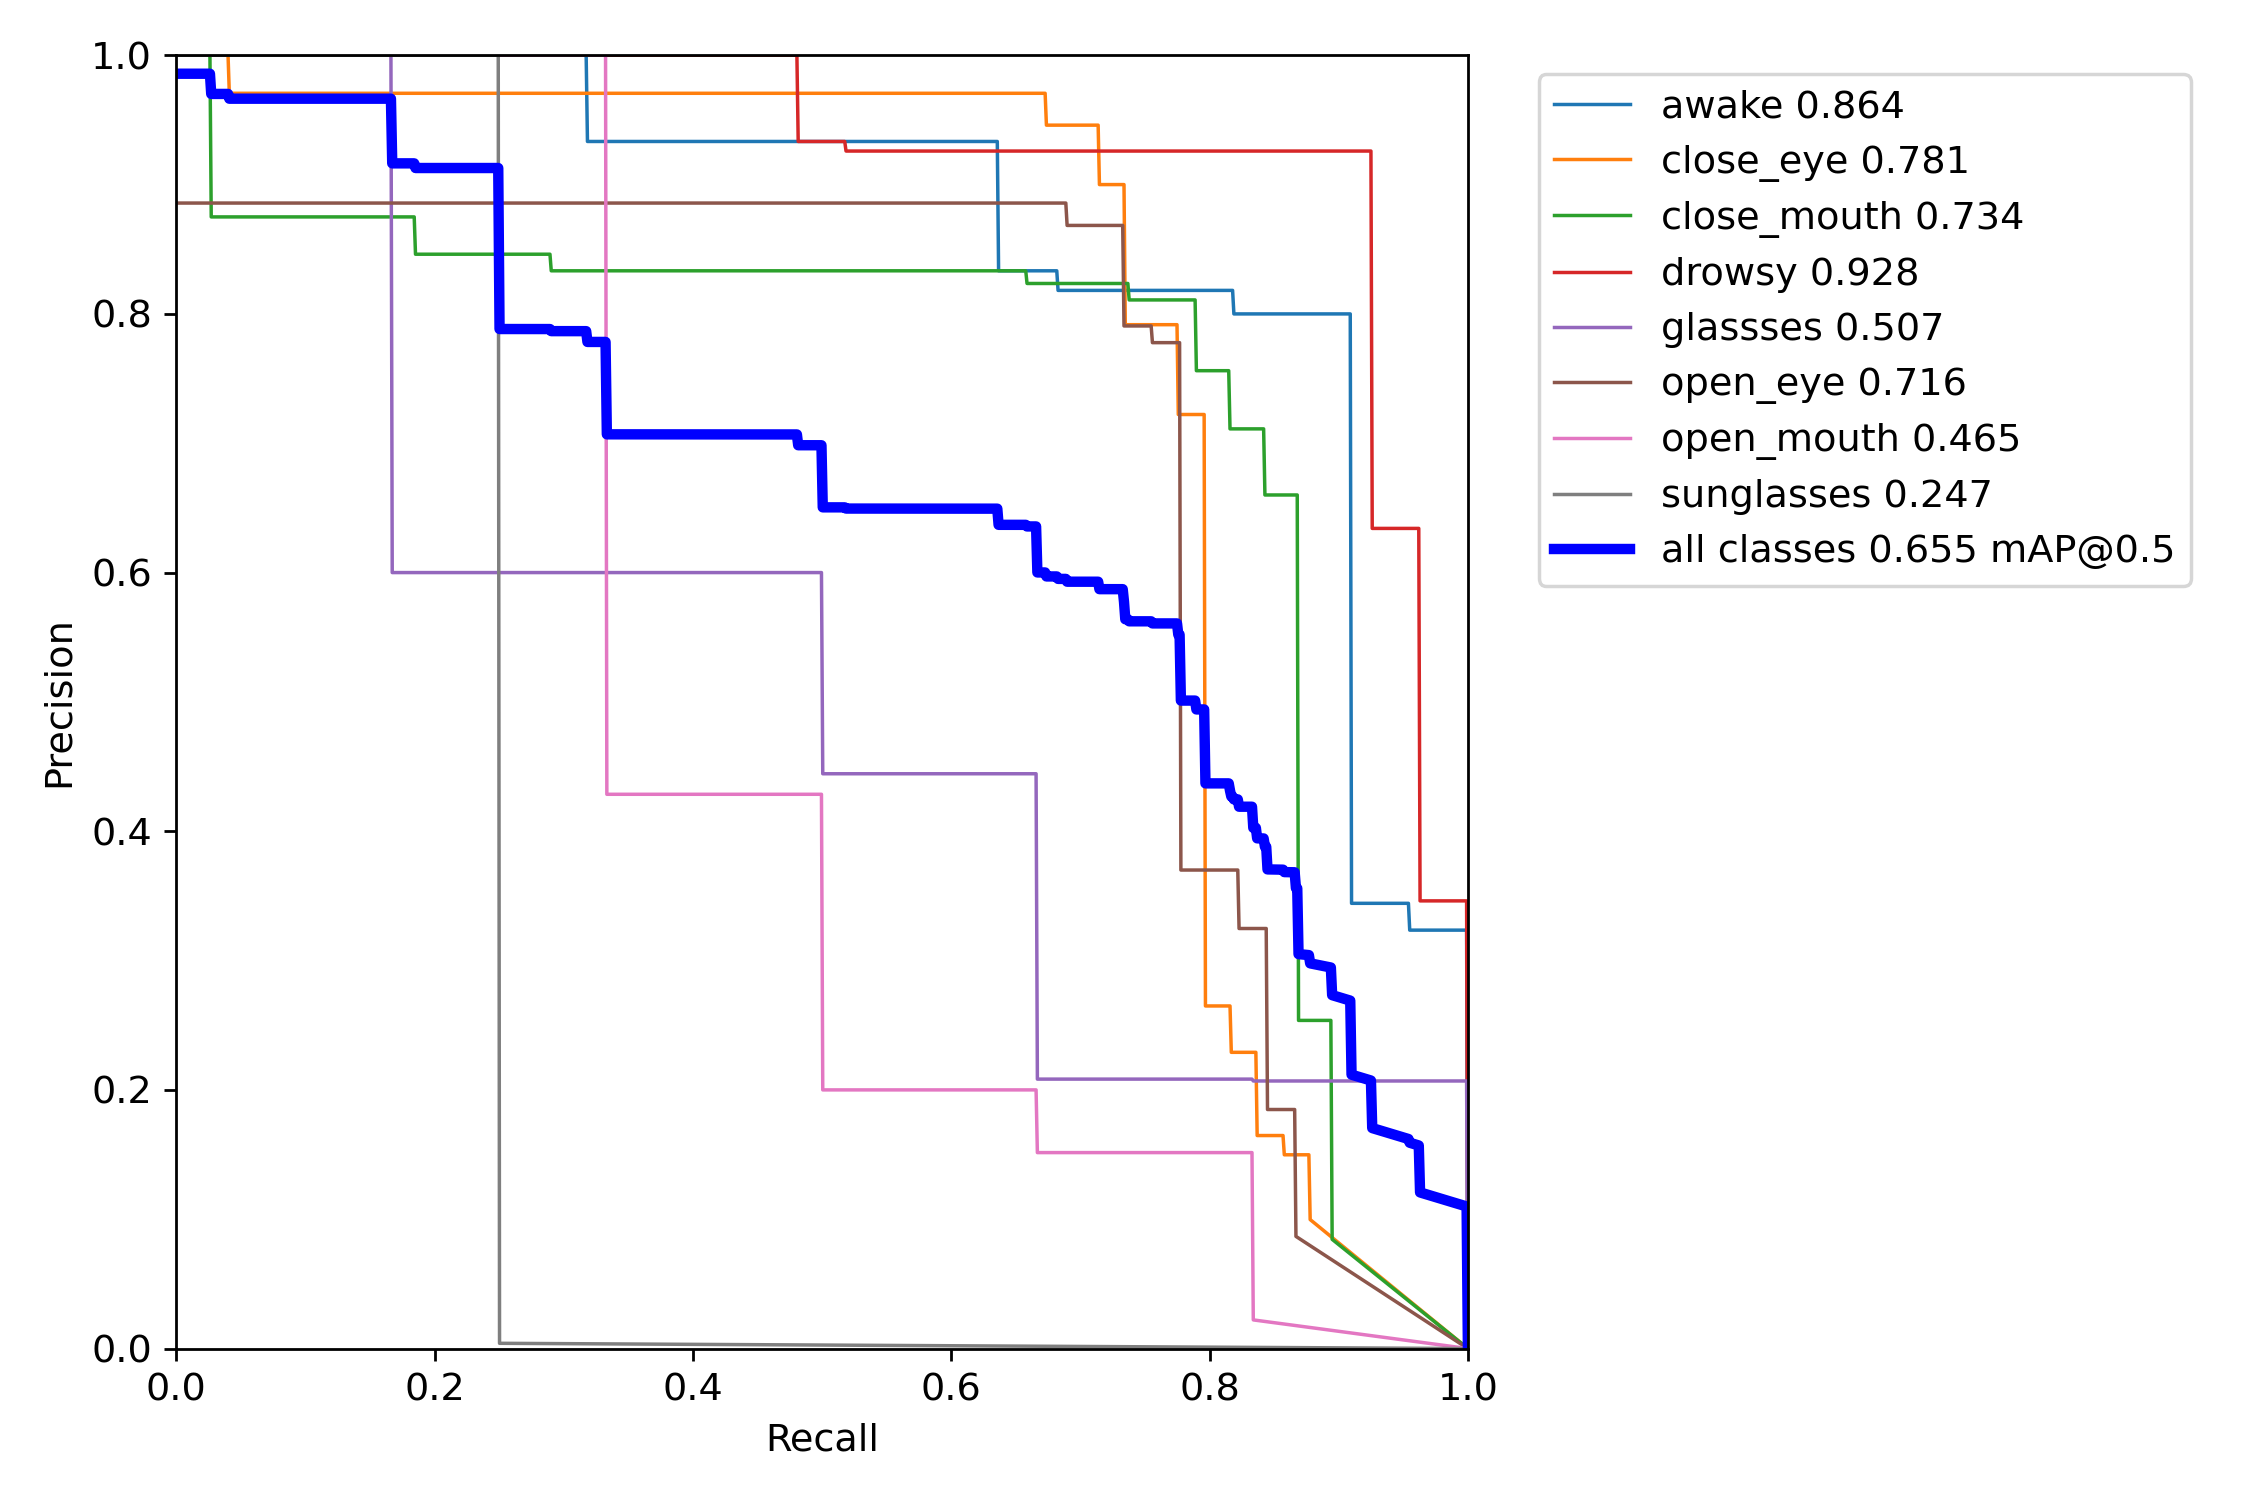 1.0
0.8
0.6
0.4
0.2
0.0
0.0 0.2 0.4 0.6 0.8 1.0
Precision
Recall
awake 0.864
close_eye 0.781
close_mouth 0.734
drowsy 0.928
glassses 0.507
open_eye 0.716
open_mouth 0.465
sunglasses 0.247
all classes 0.655 mAP@0.5